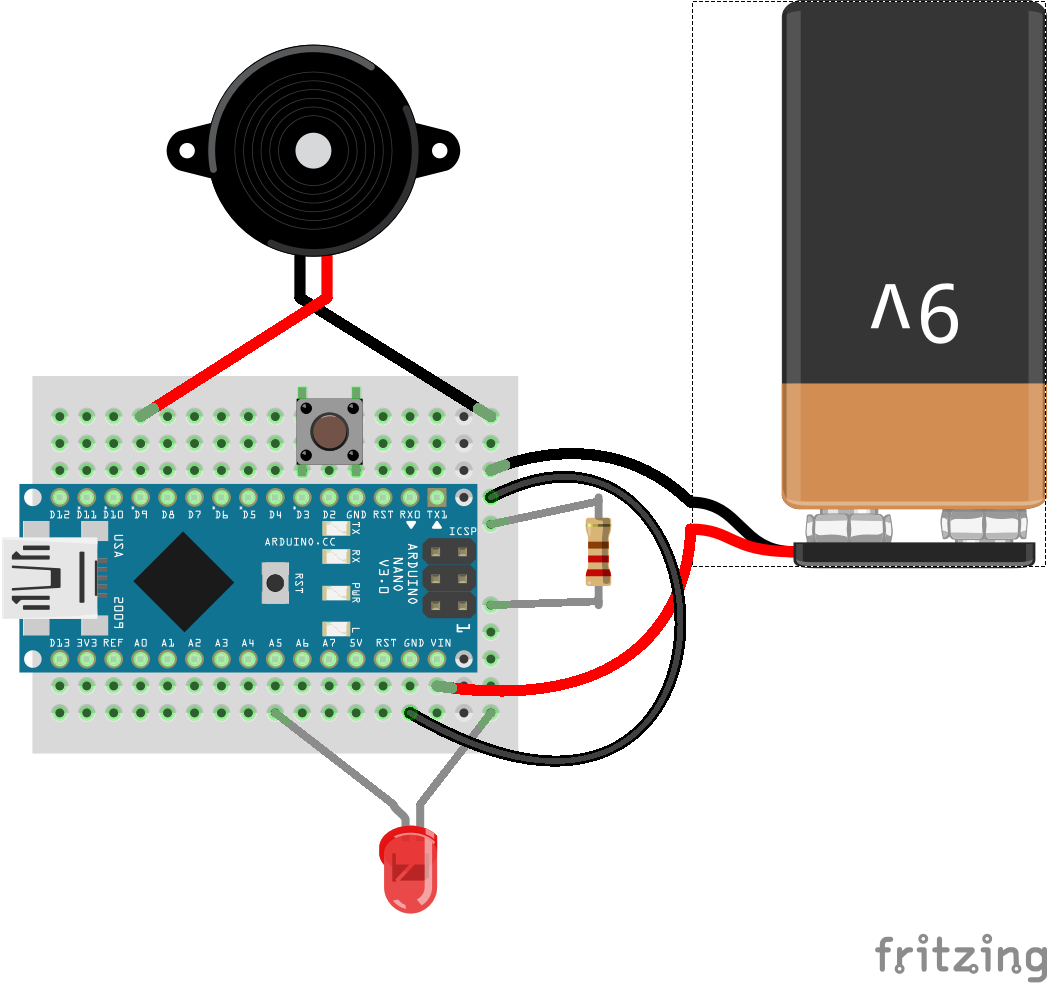 9V
D12 D11 D10 D9 D8 D7 D6 D5 D4 D3 D2 GND RST RX0 TX1
TX
ICSP
ARDUINO.CC
RX
USA
2009
RST
PWR
ARDUINO
NANO
V3.0
L
1
D13 3V3 REF A0 A1 A2 A3 A4 A5 A6 A7 5V RST GND VIN
fritzing